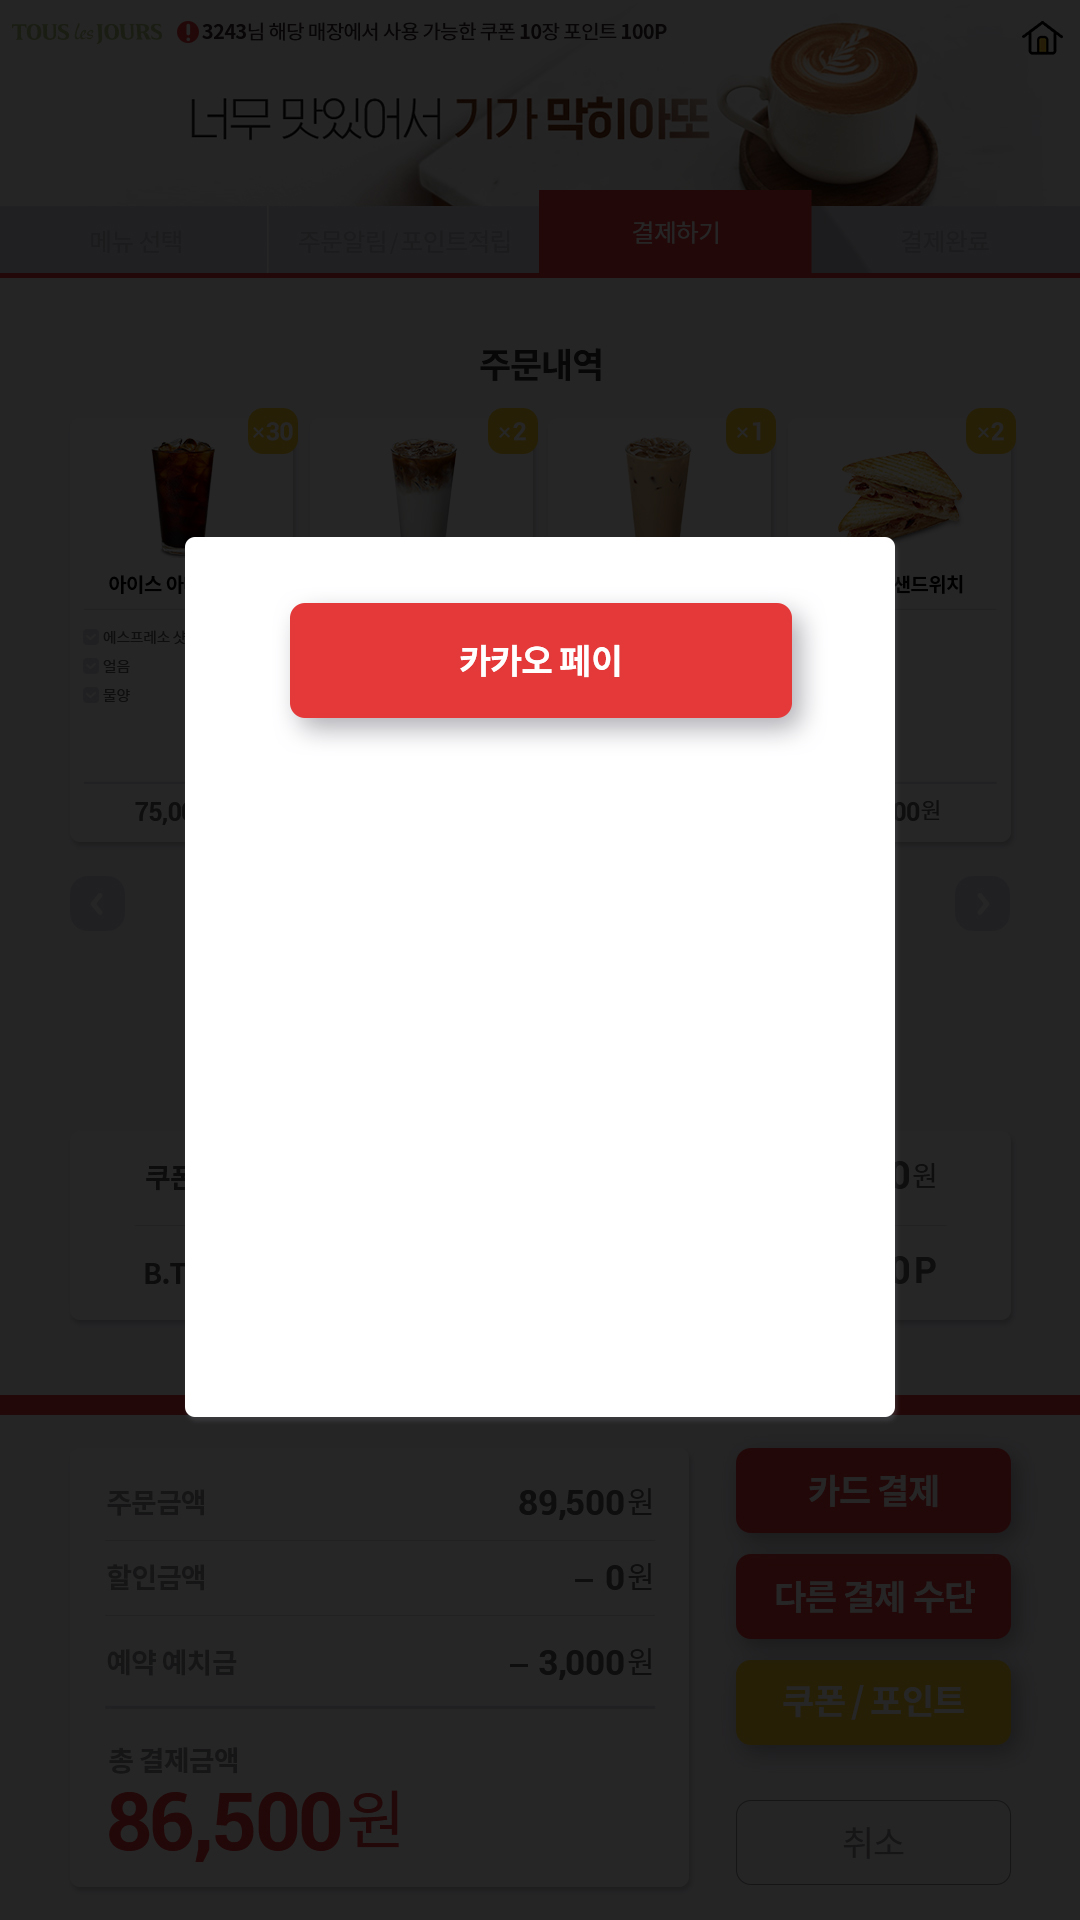 TOUS les JOURS
3243님 해당 매장에서 사용 가능한 쿠폰 10장 포인트 100P
너무 맛있어서 기가 막히아또
메뉴 선택
주문알림/포인트적립
결제하기
결제완료
주문내역
×30
×2
×1
×2
아이스 아
샌드위치
에스프레소 샷
얼음
물양
75,0
00원
카카오 페이
쿠폰
0원
B.T
0P
주문금액
89,500원
할인금액
– 0원
예약 예치금
– 3,000원
총 결제금액
86,500원
카드 결제
다른 결제 수단
쿠폰 / 포인트
취소